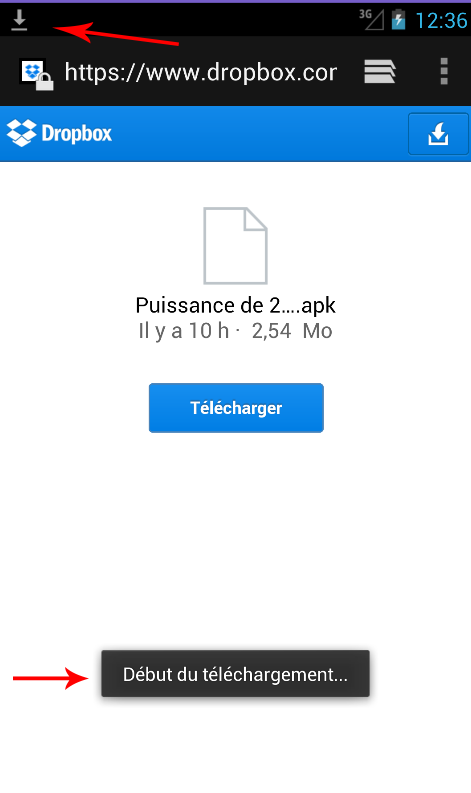 3G 12:36
https://www.dropbox.cor
Dropbox
Puissance de 2....apk
Il y a 10 h · 2,54 Mo
Télécharger
Début du téléchargement...